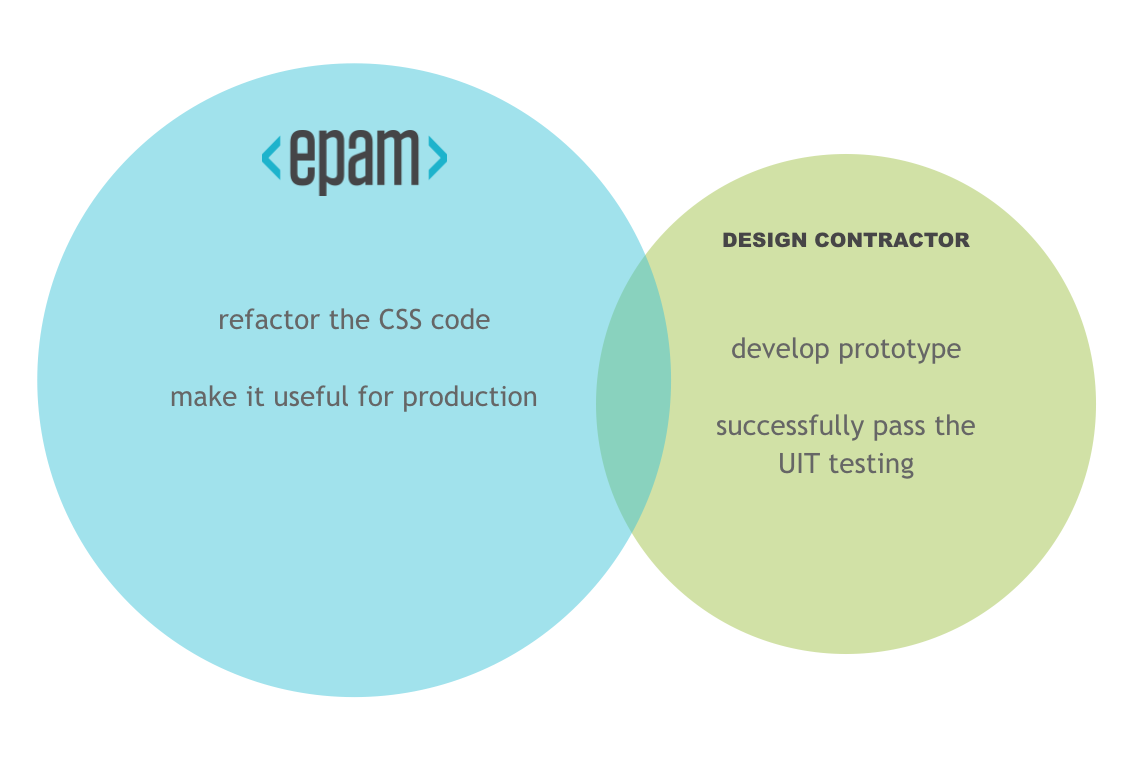 <epam>
refactor the CSS code
make it useful for production
DESIGN CONTRACTOR
develop prototype
successfully pass the
UIT testing